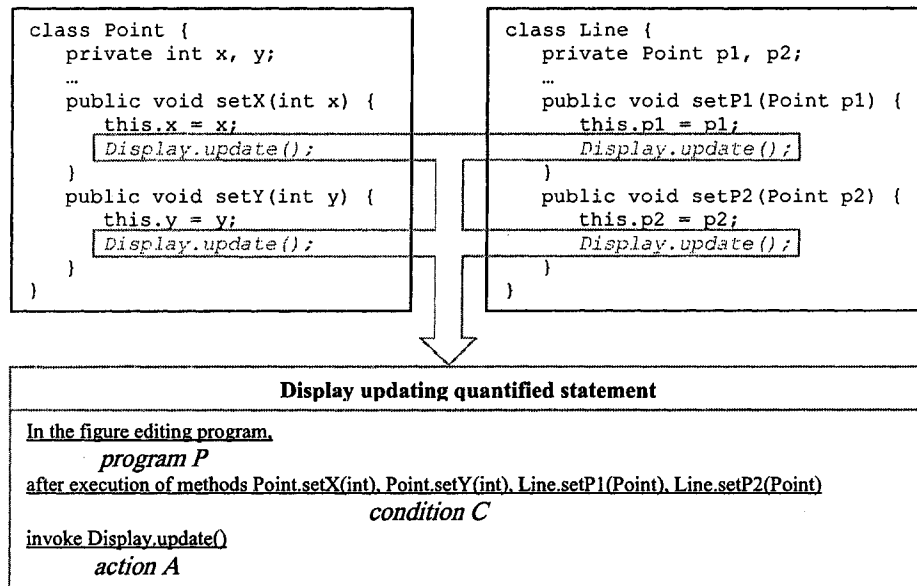 class Point {
private int x, y;
…
public void setX(int x) {
this.x = x;
Display.update();
}
public void setY(int y) {
this.y = y;
Display.update();
}
}
class Line {
private Point p1, p2;
…
public void setP1(Point p1) {
this.p1 = p1;
Display.update();
}
public void setP2(Point p2) {
this.p2 = p2;
Display.update();
}
}
Display updating quantified statement
In the figure editing program,
program P
after execution of methods Point.setX(int), Point.setY(int), Line.setP1(Point), Line.setP2(Point)
condition C
invoke Display.update()
action A